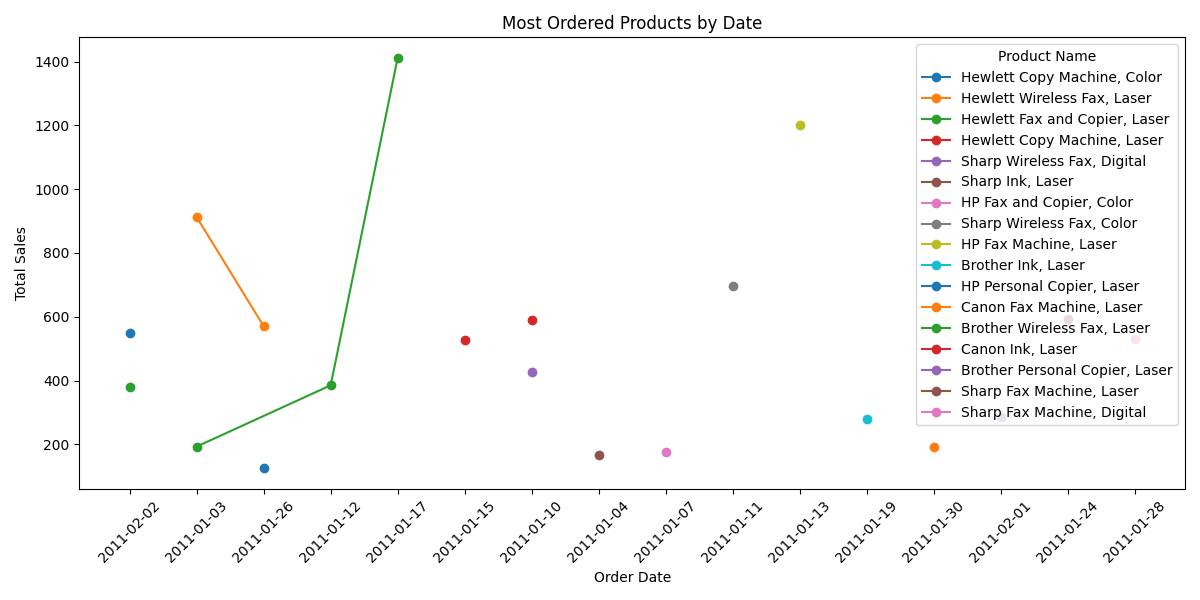 Most Ordered Products by Date
Total Sales
1400
1200
1000
800
600
400
200
Product Name
Hewlett Copy Machine, Color
Hewlett Wireless Fax, Laser
Hewlett Fax and Copier, Laser
Hewlett Copy Machine, Laser
Sharp Wireless Fax, Digital
Sharp Ink, Laser
HP Fax and Copier, Color
Sharp Wireless Fax, Color
HP Fax Machine, Laser
Brother Ink, Laser
HP Personal Copier, Laser
Canon Fax Machine, Laser
Brother Wireless Fax, Laser
Canon Ink, Laser
Brother Personal Copier, Laser
Sharp Fax Machine, Laser
Sharp Fax Machine, Digital
2011-02-02
2011-01-03
2011-01-26
2011-01-12
2011-01-17
2011-01-15
2011-01-10
2011-01-04
2011-01-07
2011-01-11
2011-01-13
2011-01-19
2011-01-30
2011-02-01
2011-01-24
2011-01-28
Order Date